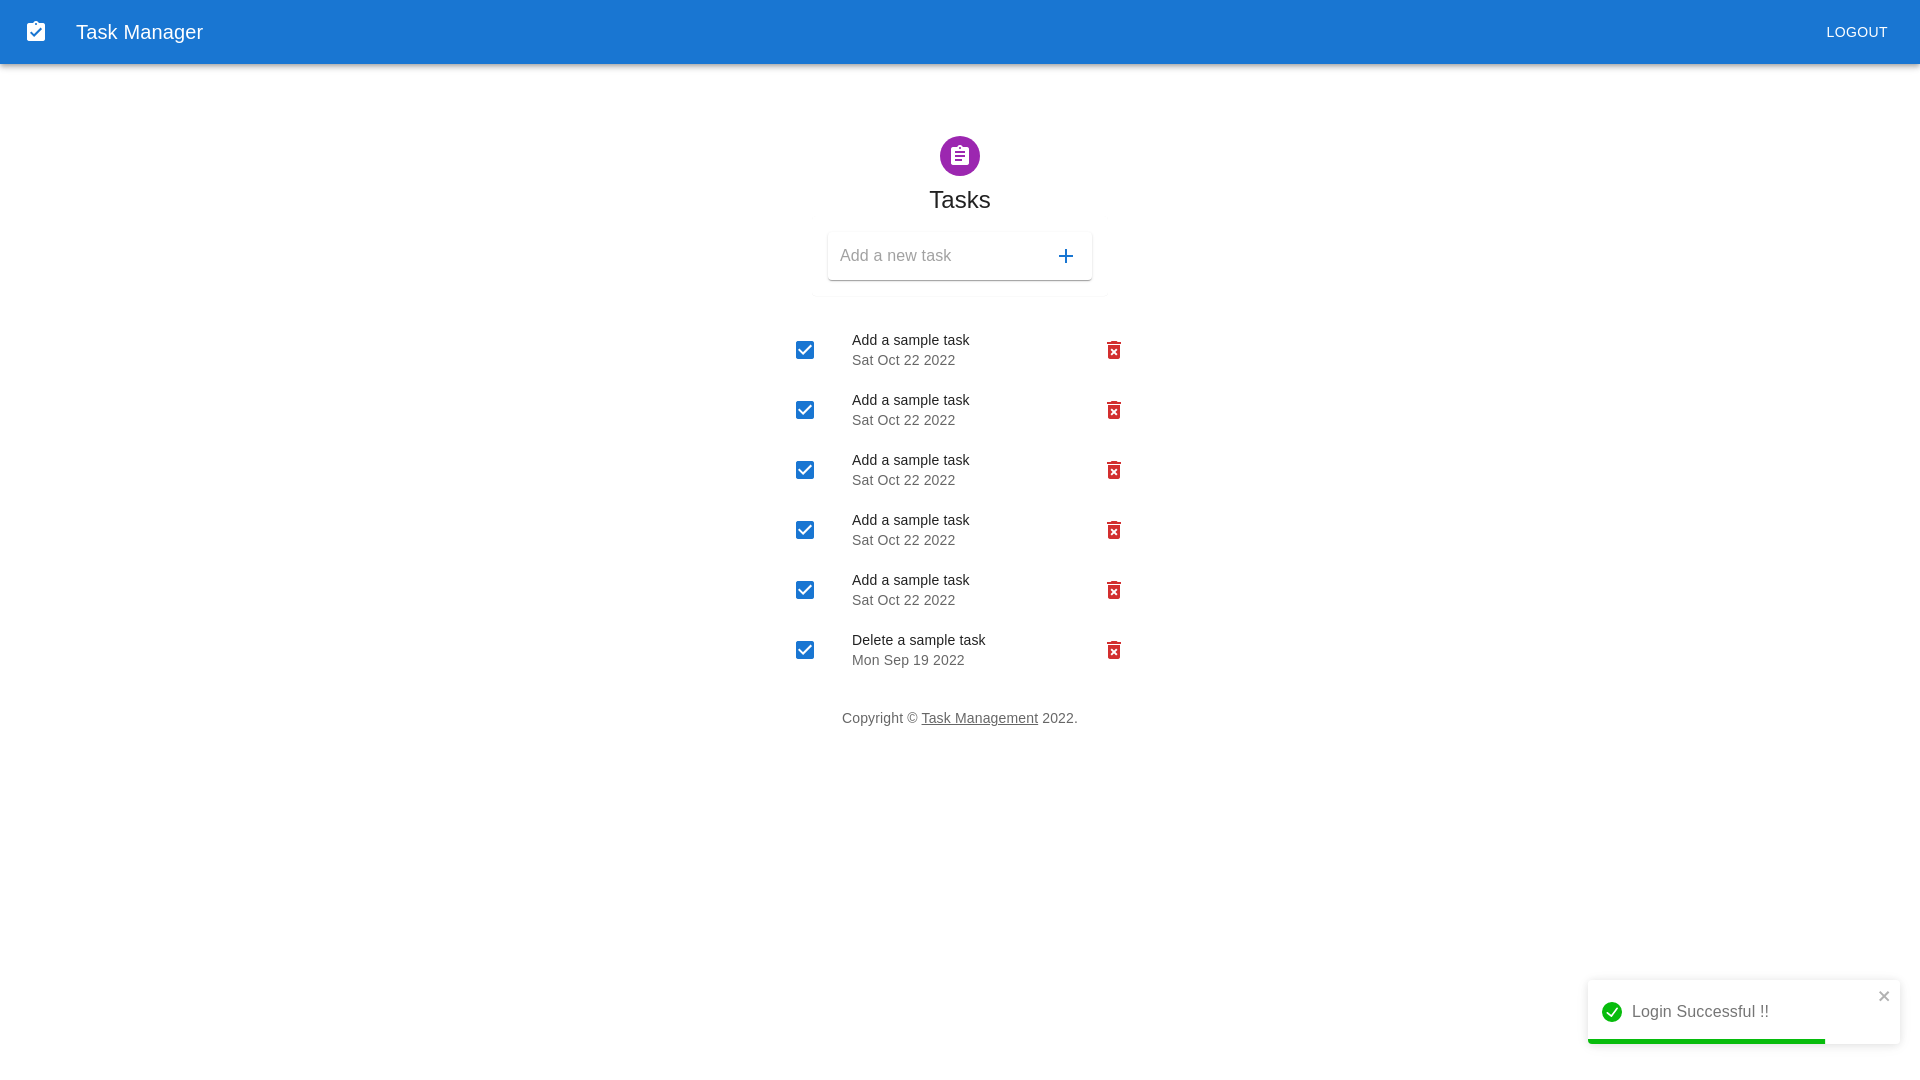 Task Manager
LOGOUT
Tasks
Add a new task
Add a sample task
Sat Oct 22 2022
Add a sample task
Sat Oct 22 2022
Add a sample task
Sat Oct 22 2022
Add a sample task
Sat Oct 22 2022
Add a sample task
Sat Oct 22 2022
Delete a sample task
Mon Sep 19 2022
Copyright © Task Management 2022.
Login Successful !!